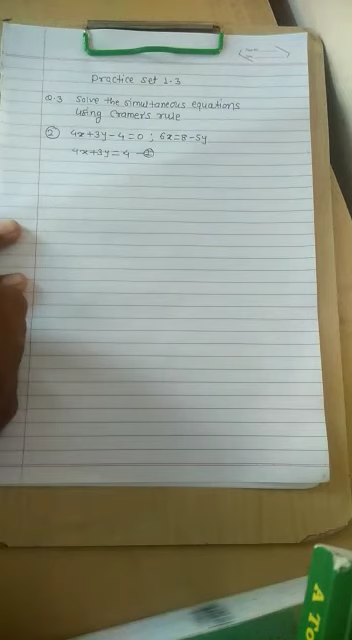 Practice set 1.3
Q.3 Solve the simultaneous equations
using Cramer's rule
② 4x+3y-4=0 ; 6x=8-5y
4x+3y=4 -①
A TO